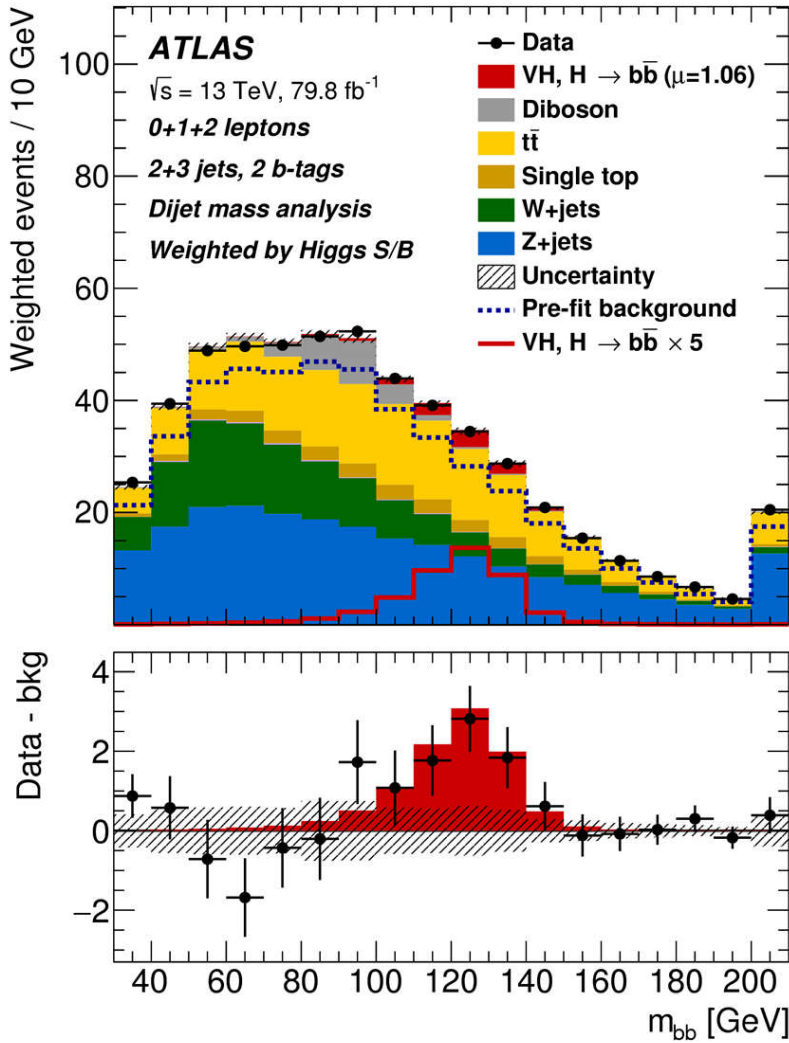 Weighted events / 10 GeV
100
80
60
40
20
ATLAS
√s = 13 TeV, 79.8 fb⁻¹
0+1+2 leptons
2+3 jets, 2 b-tags
Dijet mass analysis
Weighted by Higgs S/B
Data
VH, H → bb̄ (μ=1.06)
Diboson
tt̄
Single top
W+jets
Z+jets
Uncertainty
Pre-fit background
VH, H → bb̄ × 5
Data - bkg
4
2
0
−2
40 60 80 100 120 140 160 180 200
m_bb [GeV]